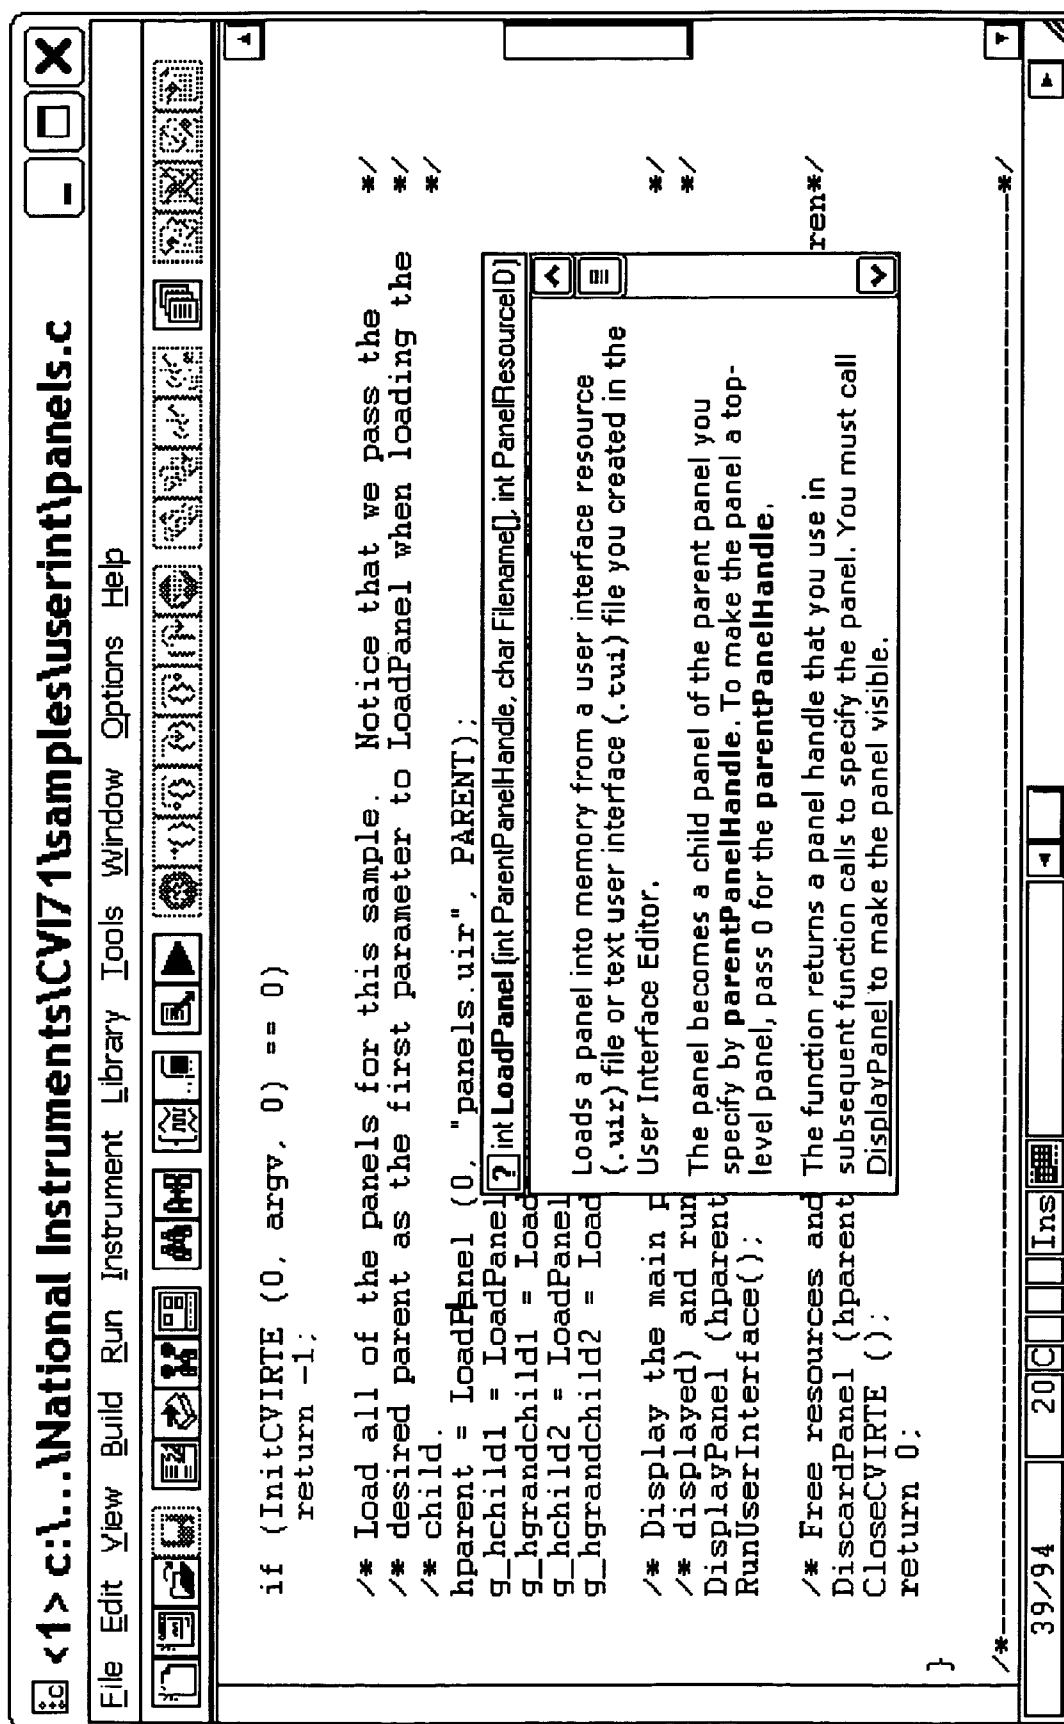 <1> c:\...\National Instruments\CVI71\samples\userint\panels.c
File Edit View Build Run Instrument Library Tools Window Options Help
if (InitCVIRTE (0, argv, 0) == 0)
return -1;
/* Load all of the panels for this sample. Notice that we pass the */
/* desired parent as the first parameter to LoadPanel when loading the */
/* child. */
hparent = LoadPanel (0, "panels.uir", PARENT);
g_hchild1 = LoadPanel
g_hgrandchild1 = Load
g_hchild2 = LoadPanel
g_hgrandchild2 = Load
? int LoadPanel (int ParentPanelHandle, char Filename[], int PanelResourceID)
Loads a panel into memory from a user interface resource
(.uir) file or text user interface (.tui) file you created in the
User Interface Editor.
The panel becomes a child panel of the parent panel you
specify by parentPanelHandle. To make the panel a top-
level panel, pass 0 for the parentPanelHandle.
The function returns a panel handle that you use in
subsequent function calls to specify the panel. You must call
DisplayPanel to make the panel visible.
/* Display the main p */
/* displayed) and run */
DisplayPanel (hparent
RunUserInterface();
/* Free resources and ren*/
DiscardPanel (hparent
CloseCVIRTE ();
return 0;
}
/*------------------------------------------------------------*/
39/94 20 C Ins